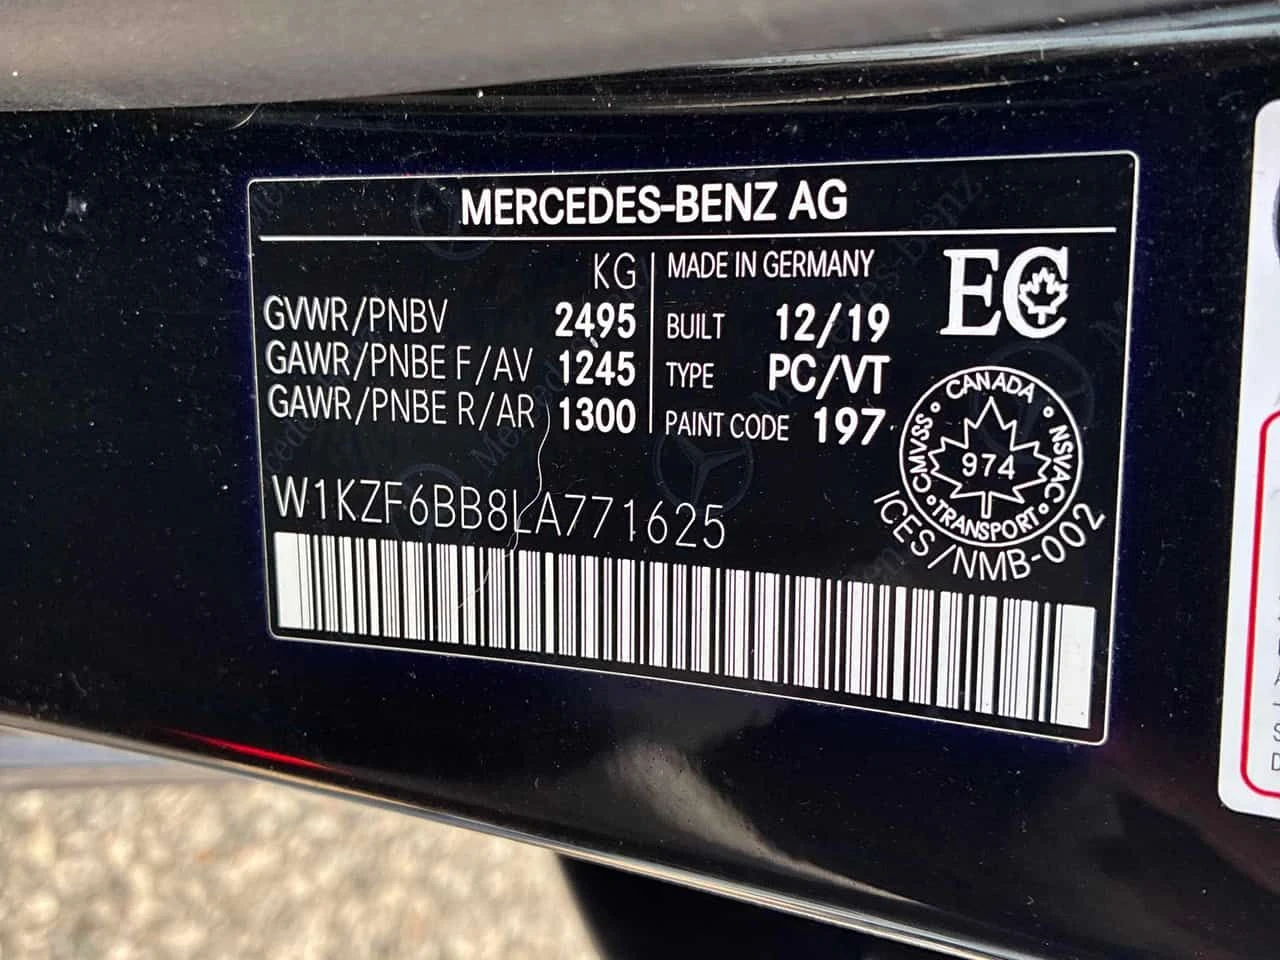 MERCEDES-BENZ AG
KG
GVWR/PNBV 2495
GAWR/PNBE F/AV 1245
GAWR/PNBE R/AR 1300
MADE IN GERMANY
BUILT 12/19
TYPE PC/VT
PAINT CODE 197
EC
CANADA
NSVAC
TRANSPORT
CMVSS
974
ICES/NMB-002
W1KZF6BB8LA771625